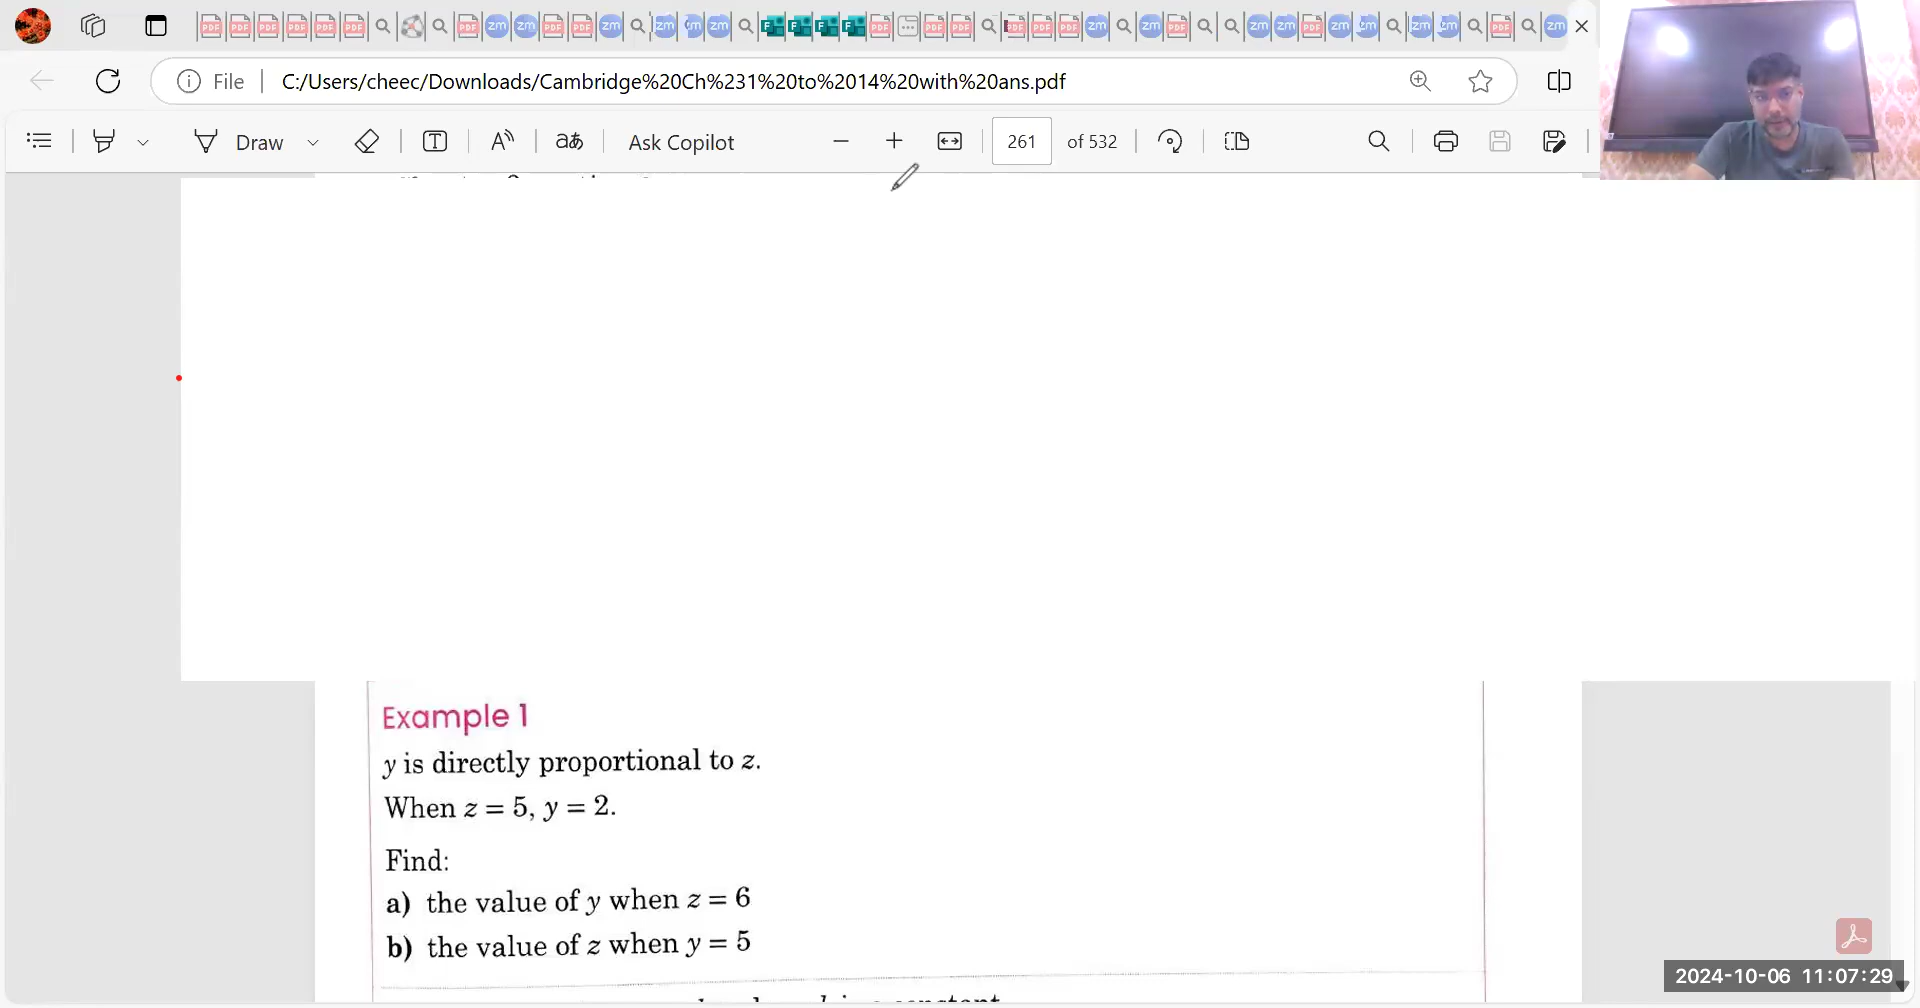 File
C:/Users/cheec/Downloads/Cambridge%20Ch%231%20to%2014%20with%20ans.pdf
Draw
Ask Copilot
261 of 532
Example 1
y is directly proportional to z.
When z = 5, y = 2.
Find:
a) the value of y when z = 6
b) the value of z when y = 5
2024-10-06 11:07:29